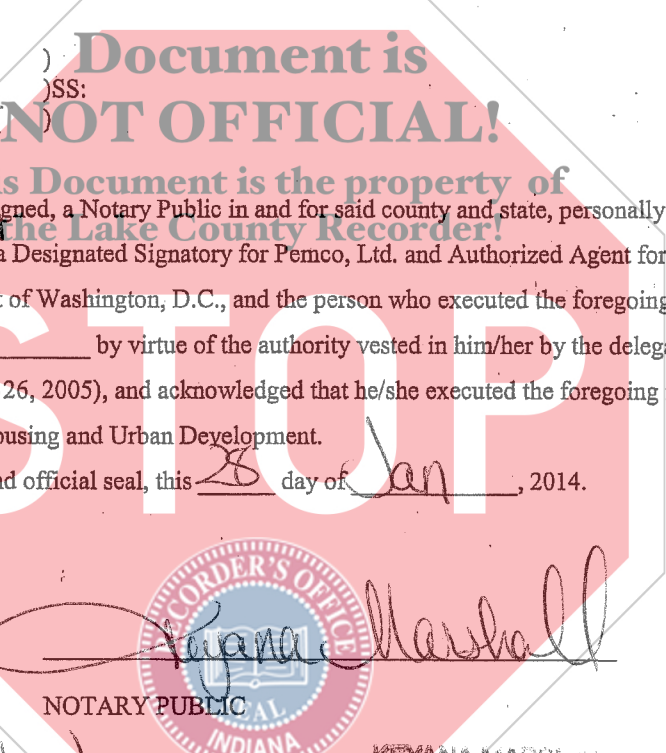 )
Document is
)SS:
)
NOT OFFICIAL!
s Document is the property of
gned, a Notary Public in and for said county and state, personally
the Lake County Recorder!
a Designated Signatory for Pemco, Ltd. and Authorized Agent for
t of Washington, D.C., and the person who executed the foregoing
by virtue of the authority vested in him/her by the delega
STOP
26, 2005), and acknowledged that he/she executed the foregoing
ousing and Urban Development.
nd official seal, this 28 day of Jan, 2014.
CORDER'S OFFICE
Marshall
NOTARY PUBLIC
SEAL
INDIANA